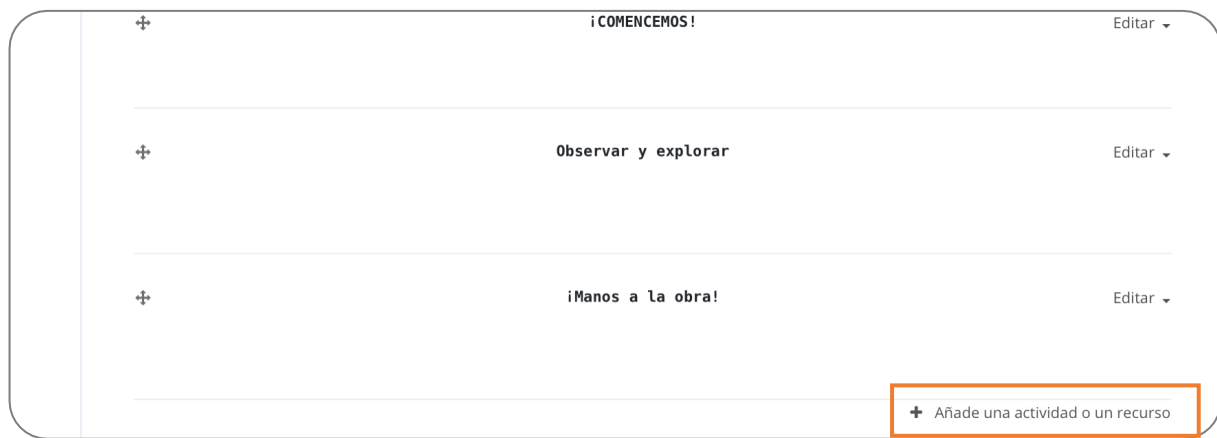 ¡COMENCEMOS!
Editar
Observar y explorar
Editar
¡Manos a la obra!
Editar
Añade una actividad o un recurso